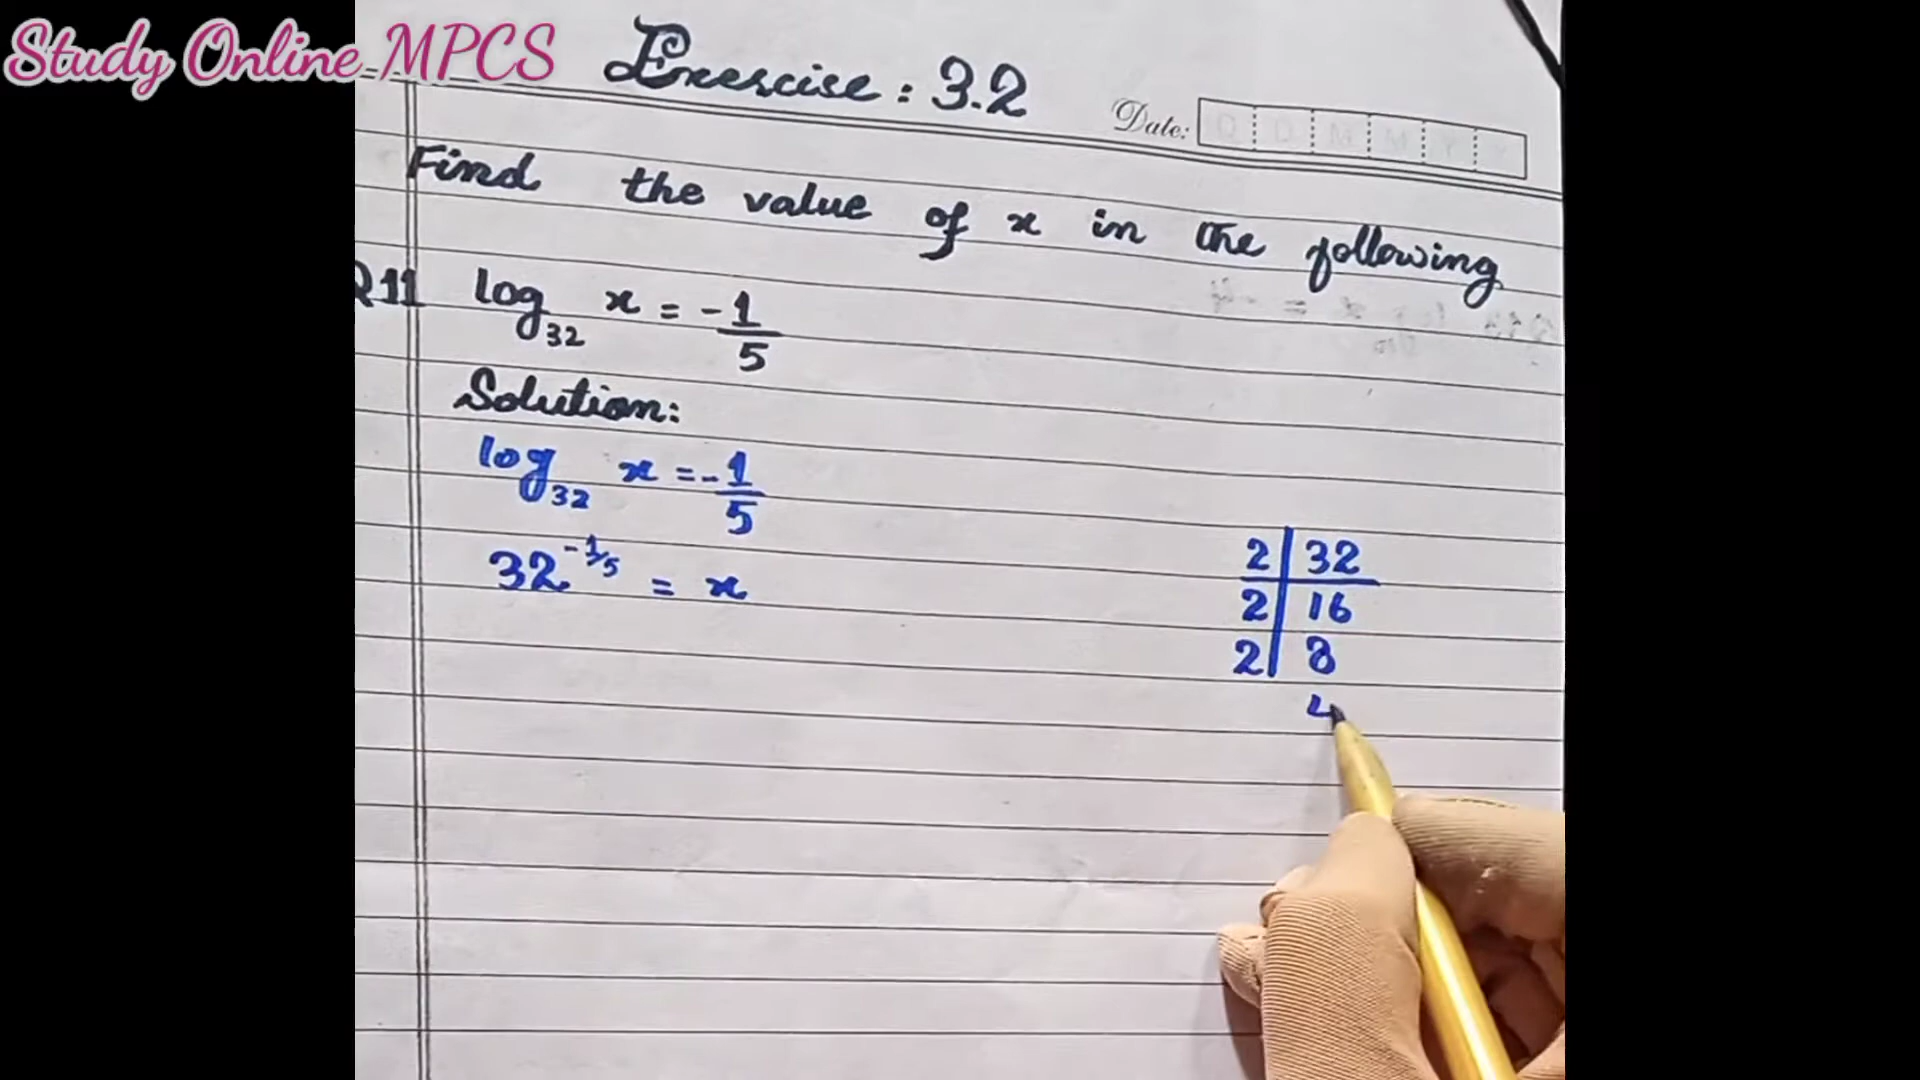 Study Online MPCS
Exercise : 3.2
Date:
Find the value of x in the following
Q11 log₃₂ x = -1/5
Solution:
log₃₂ x = -1/5
32^-1/5 = x
2 | 32
2 | 16
2 | 8
4